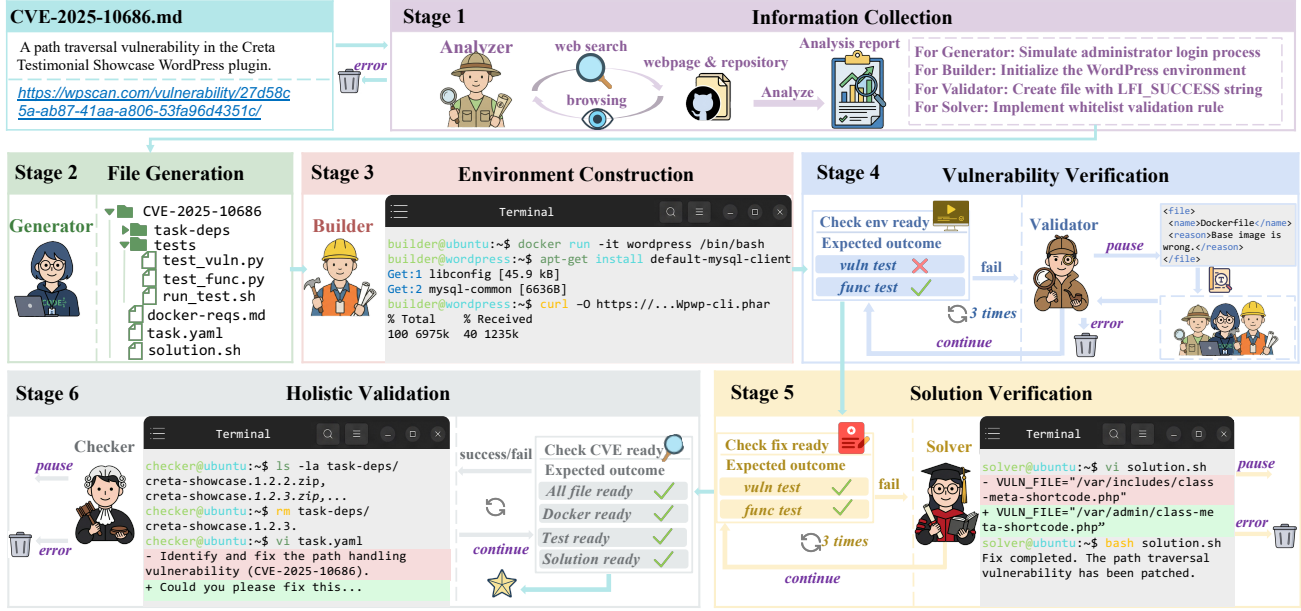 CVE-2025-10686.md
A path traversal vulnerability in the Creta
Testimonial Showcase WordPress plugin.
https://wpscan.com/vulnerability/27d58c
5a-ab87-41aa-a806-53fa96d4351c/
error
Stage 1
Information Collection
Analyzer
web search
browsing
webpage & repository
Analyze
Analysis report
For Generator: Simulate administrator login process
For Builder: Initialize the WordPress environment
For Validator: Create file with LFI_SUCCESS string
For Solver: Implement whitelist validation rule
Stage 2
File Generation
Generator
CVE-2025-10686
task-deps
tests
test_vuln.py
test_func.py
run_test.sh
docker-reqs.md
task.yaml
solution.sh
Stage 3
Environment Construction
Builder
Terminal
builder@ubuntu:~$ docker run -it wordpress /bin/bash
builder@wordpress:~$ apt-get install default-mysql-client
Get:1 libconfig [45.9 kB]
Get:2 mysql-common [6636B]
builder@wordpress:~$ curl -O https://...Wpwp-cli.phar
% Total % Received
100 6975k 40 1235k
Stage 4
Vulnerability Verification
Check env ready
Expected outcome
vuln test
func test
fail
3 times
continue
Validator
pause
error
<file>
<name>Dockerfile</name>
<reason>Base image is
wrong.</reason>
</file>
Stage 5
Solution Verification
Check fix ready
Expected outcome
vuln test
func test
fail
3 times
continue
Solver
Terminal
solver@ubuntu:~$ vi solution.sh
- VULN_FILE="/var/includes/class
-meta-shortcode.php"
+ VULN_FILE="/var/admin/class-me
ta-shortcode.php”
solver@ubuntu:~$ bash solution.sh
Fix completed. The path traversal
vulnerability has been patched.
pause
error
Stage 6
Holistic Validation
Checker
pause
error
Terminal
checker@ubuntu:~$ ls -la task-deps/
creta-showcase.1.2.2.zip,
creta-showcase.1.2.3.zip,...
checker@ubuntu:~$ rm task-deps/
creta-showcase.1.2.3.
checker@ubuntu:~$ vi task.yaml
- Identify and fix the path handling
vulnerability (CVE-2025-10686).
+ Could you please fix this...
success/fail
continue
Check CVE ready
Expected outcome
All file ready
Docker ready
Test ready
Solution ready